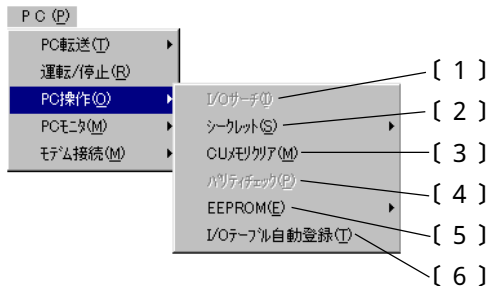 PC(P)
PC転送(T)
運転/停止(R)
PC操作(O)
PCﾓﾆﾀ(M)
ﾓﾃﾞﾑ接続(M)
I/Oサーチ(I)
シークレット(S)
CUﾒﾓﾘｸﾘｱ(M)
ﾊﾟﾘﾃｨﾁｪｯｸ(P)
EEPROM(E)
I/Oテーブル自動登録(T)
〔 1 〕
〔 2 〕
〔 3 〕
〔 4 〕
〔 5 〕
〔 6 〕